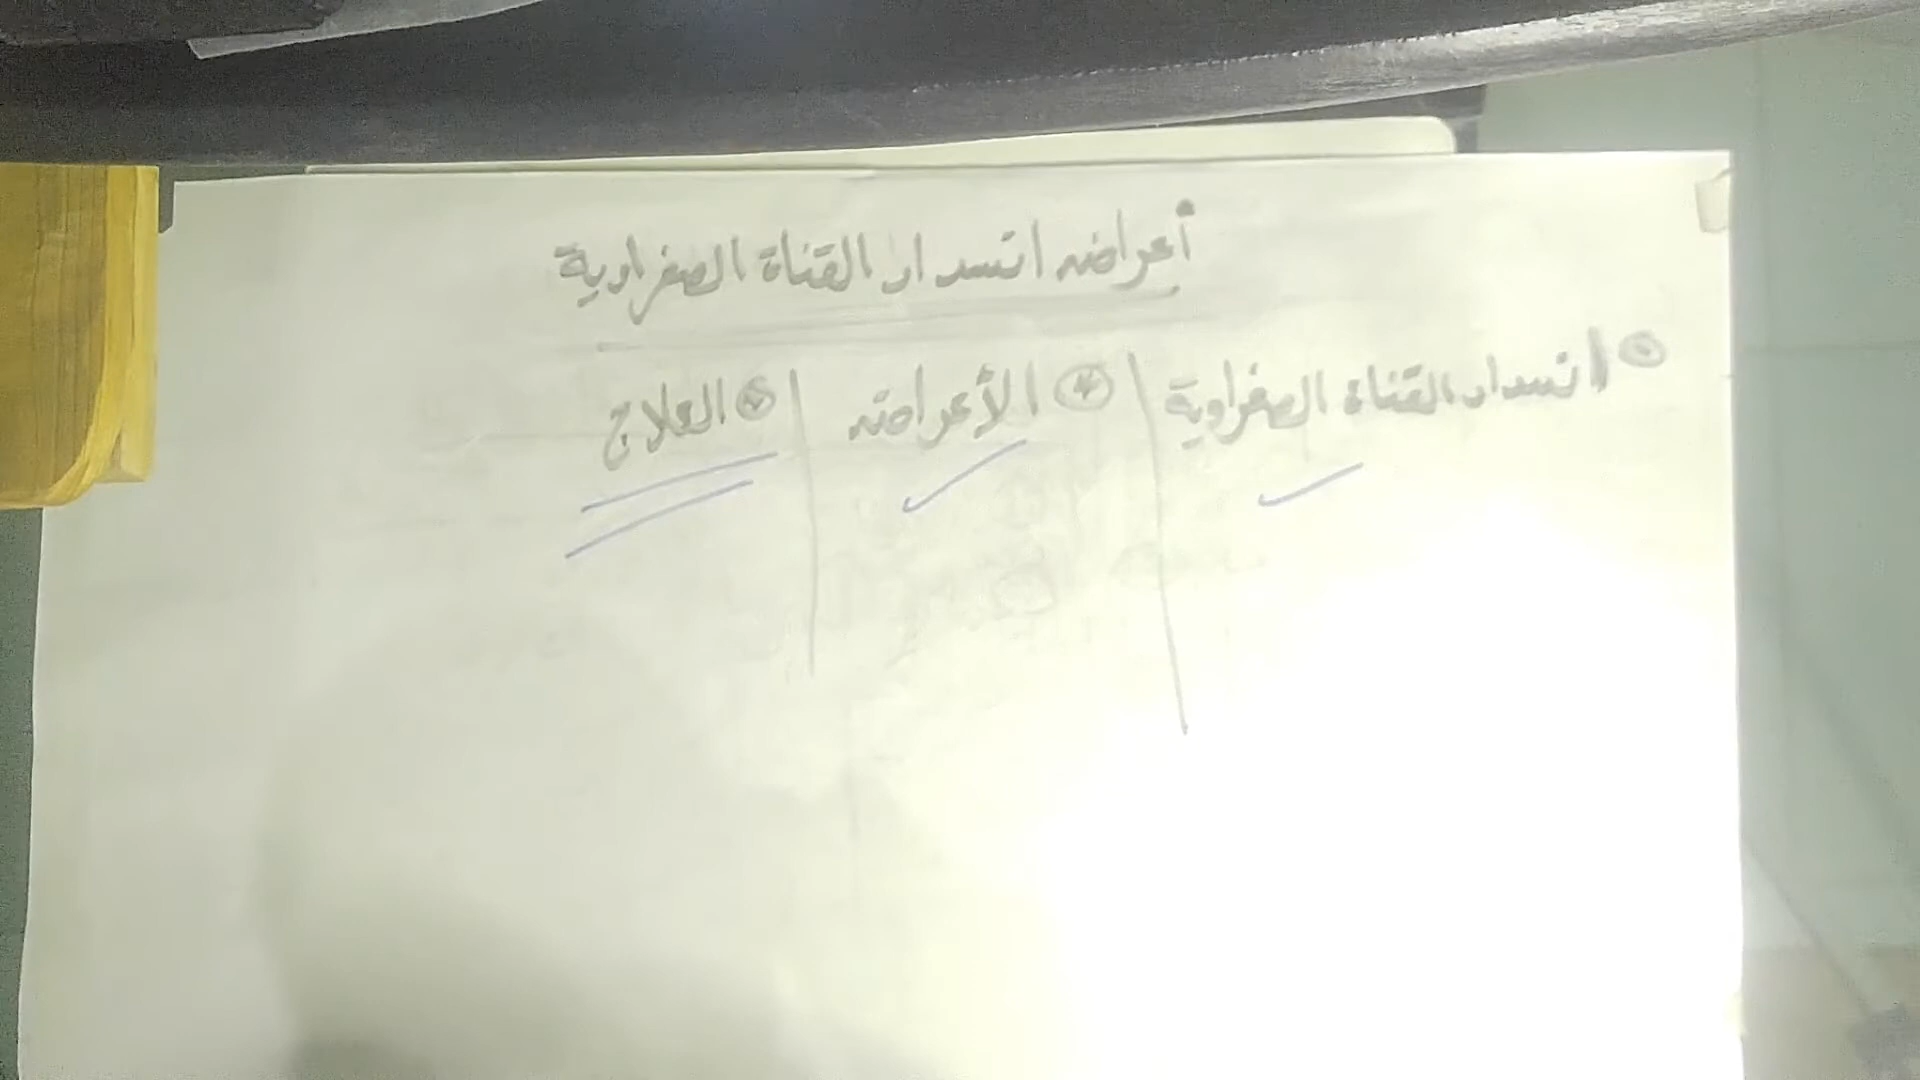 أعراض انسداد القناة الصفراوية
① انسداد القناة الصفراوية
② الأعراض
③ العلاج